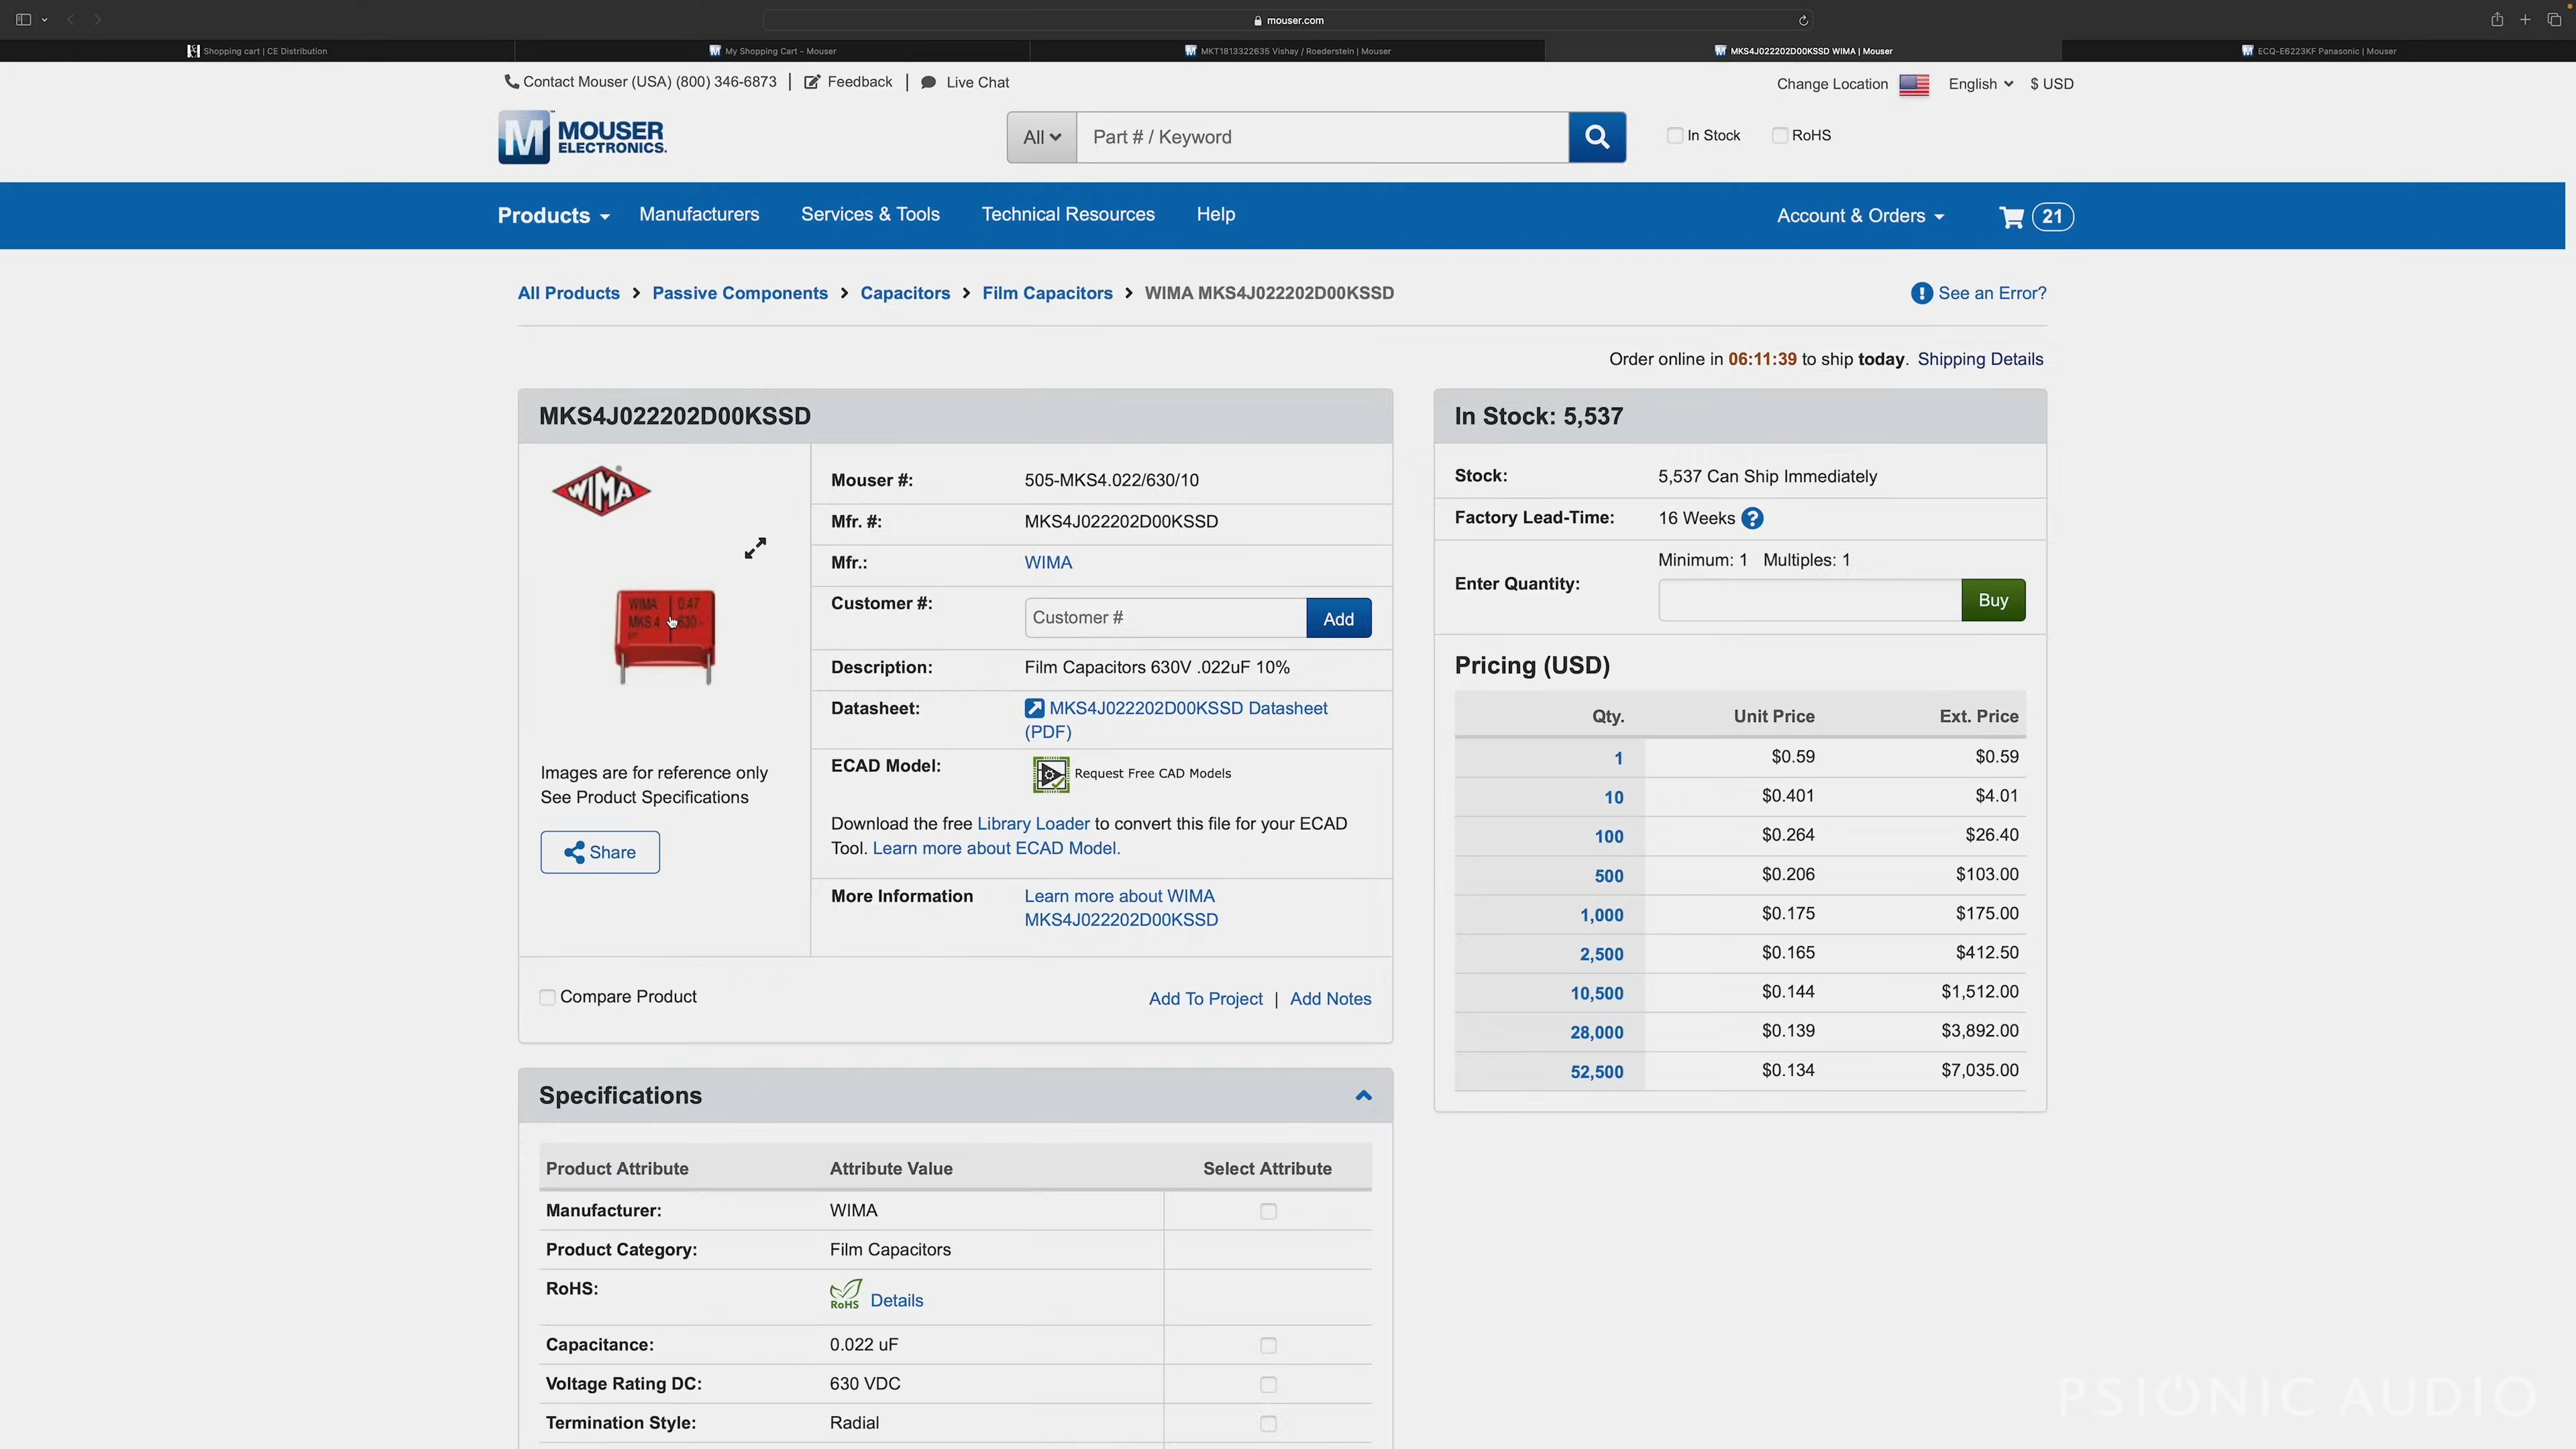 mouser.com
Shopping cart | CE Distribution
My Shopping Cart - Mouser
MKT1813322635 Vishay / Roederstein | Mouser
MKS4J022202D00KSSD WIMA | Mouser
ECQ-E6223KF Panasonic | Mouser
Contact Mouser (USA) (800) 346-6873 | Feedback | Live Chat
Change Location English $ USD
M MOUSER ELECTRONICS.
All Part # / Keyword
In Stock RoHS
Products Manufacturers Services & Tools Technical Resources Help
Account & Orders 21
All Products > Passive Components > Capacitors > Film Capacitors > WIMA MKS4J022202D00KSSD
See an Error?
Order online in 06:11:39 to ship today. Shipping Details
MKS4J022202D00KSSD
WIMA
WIMA 0.47
MKS 4 630-
Images are for reference only
See Product Specifications
Share
Mouser #: 505-MKS4.022/630/10
Mfr. #: MKS4J022202D00KSSD
Mfr.: WIMA
Customer #: Customer # Add
Description: Film Capacitors 630V .022uF 10%
Datasheet: MKS4J022202D00KSSD Datasheet
(PDF)
ECAD Model: Request Free CAD Models
Download the free Library Loader to convert this file for your ECAD
Tool. Learn more about ECAD Model.
More Information Learn more about WIMA
MKS4J022202D00KSSD
Compare Product Add To Project | Add Notes
In Stock: 5,537
Stock: 5,537 Can Ship Immediately
Factory Lead-Time: 16 Weeks ?
Minimum: 1 Multiples: 1
Enter Quantity: Buy
Pricing (USD)
Qty. Unit Price Ext. Price
1 $0.59 $0.59
10 $0.401 $4.01
100 $0.264 $26.40
500 $0.206 $103.00
1,000 $0.175 $175.00
2,500 $0.165 $412.50
10,500 $0.144 $1,512.00
28,000 $0.139 $3,892.00
52,500 $0.134 $7,035.00
Specifications
Product Attribute Attribute Value Select Attribute
Manufacturer: WIMA
Product Category: Film Capacitors
RoHS: RoHS Details
Capacitance: 0.022 uF
Voltage Rating DC: 630 VDC
Termination Style: Radial
PSIONIC AUDIO